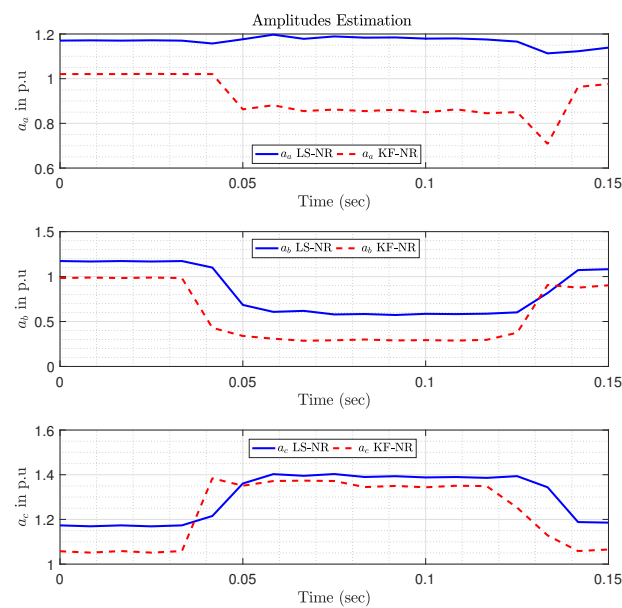 Amplitudes Estimation
1.2
1
0.8
0.6
a_a in p.u
a_a LS-NR a_a KF-NR
0 0.05 0.1 0.15
Time (sec)
1.5
1
0.5
0
a_b in p.u
a_b LS-NR a_b KF-NR
0 0.05 0.1 0.15
Time (sec)
1.6
1.4
1.2
1
a_c in p.u
a_c LS-NR a_c KF-NR
0 0.05 0.1 0.15
Time (sec)